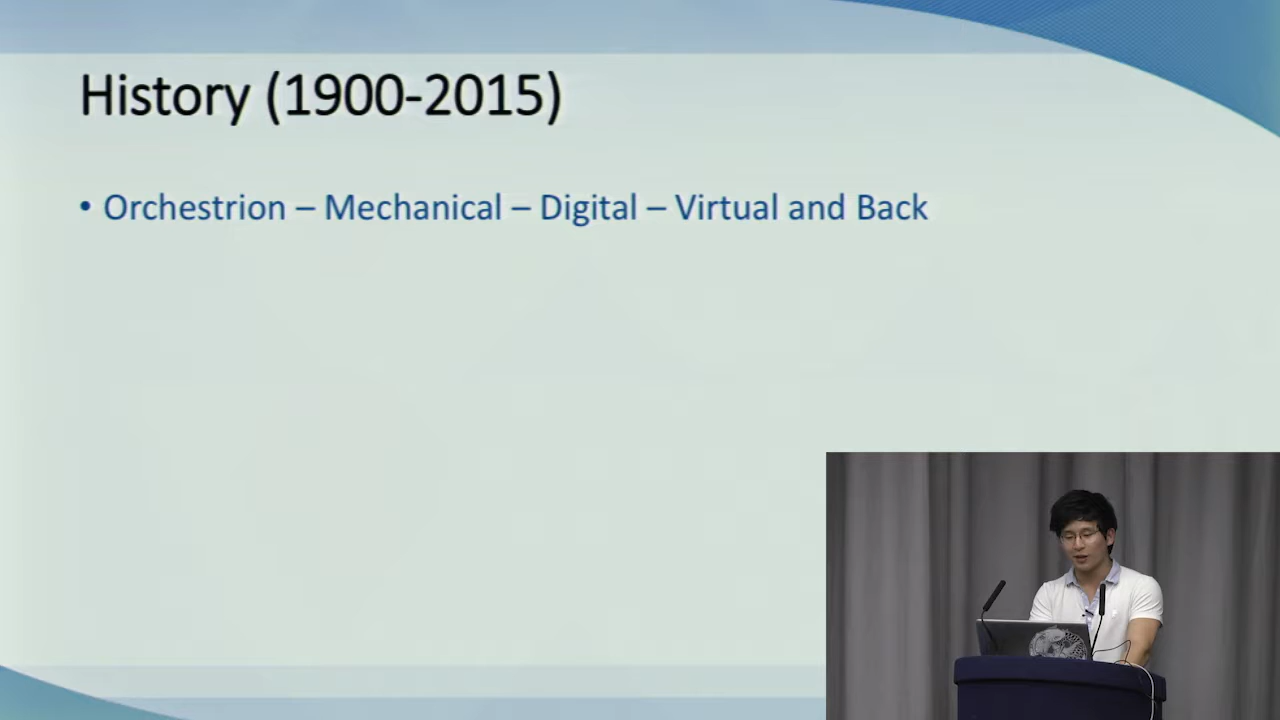 History (1900-2015)
• Orchestrion – Mechanical – Digital – Virtual and Back